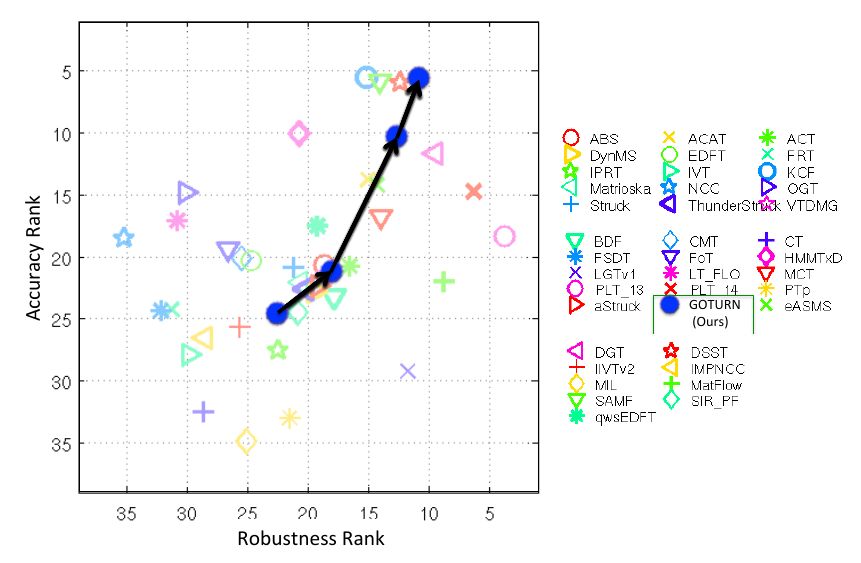 5
10
15
20
25
30
35
Accuracy Rank
35 30 25 20 15 10 5
Robustness Rank
ABS ACAT ACT
DynMS EDFT FRT
IPRT IVT KCF
Matrioska NCC OGT
Struck ThunderStruck VTDMG
BDF CMT CT
FSDT FoT HMMTxD
LGTv1 LT_FLO MCT
PLT_13 PLT_14 PTp
aStruck GOTURN eASMS
(Ours)
DGT DSST
IIVTv2 IMPNCC
MIL MatFlow
SAMF SIR_PF
qwsEDFT